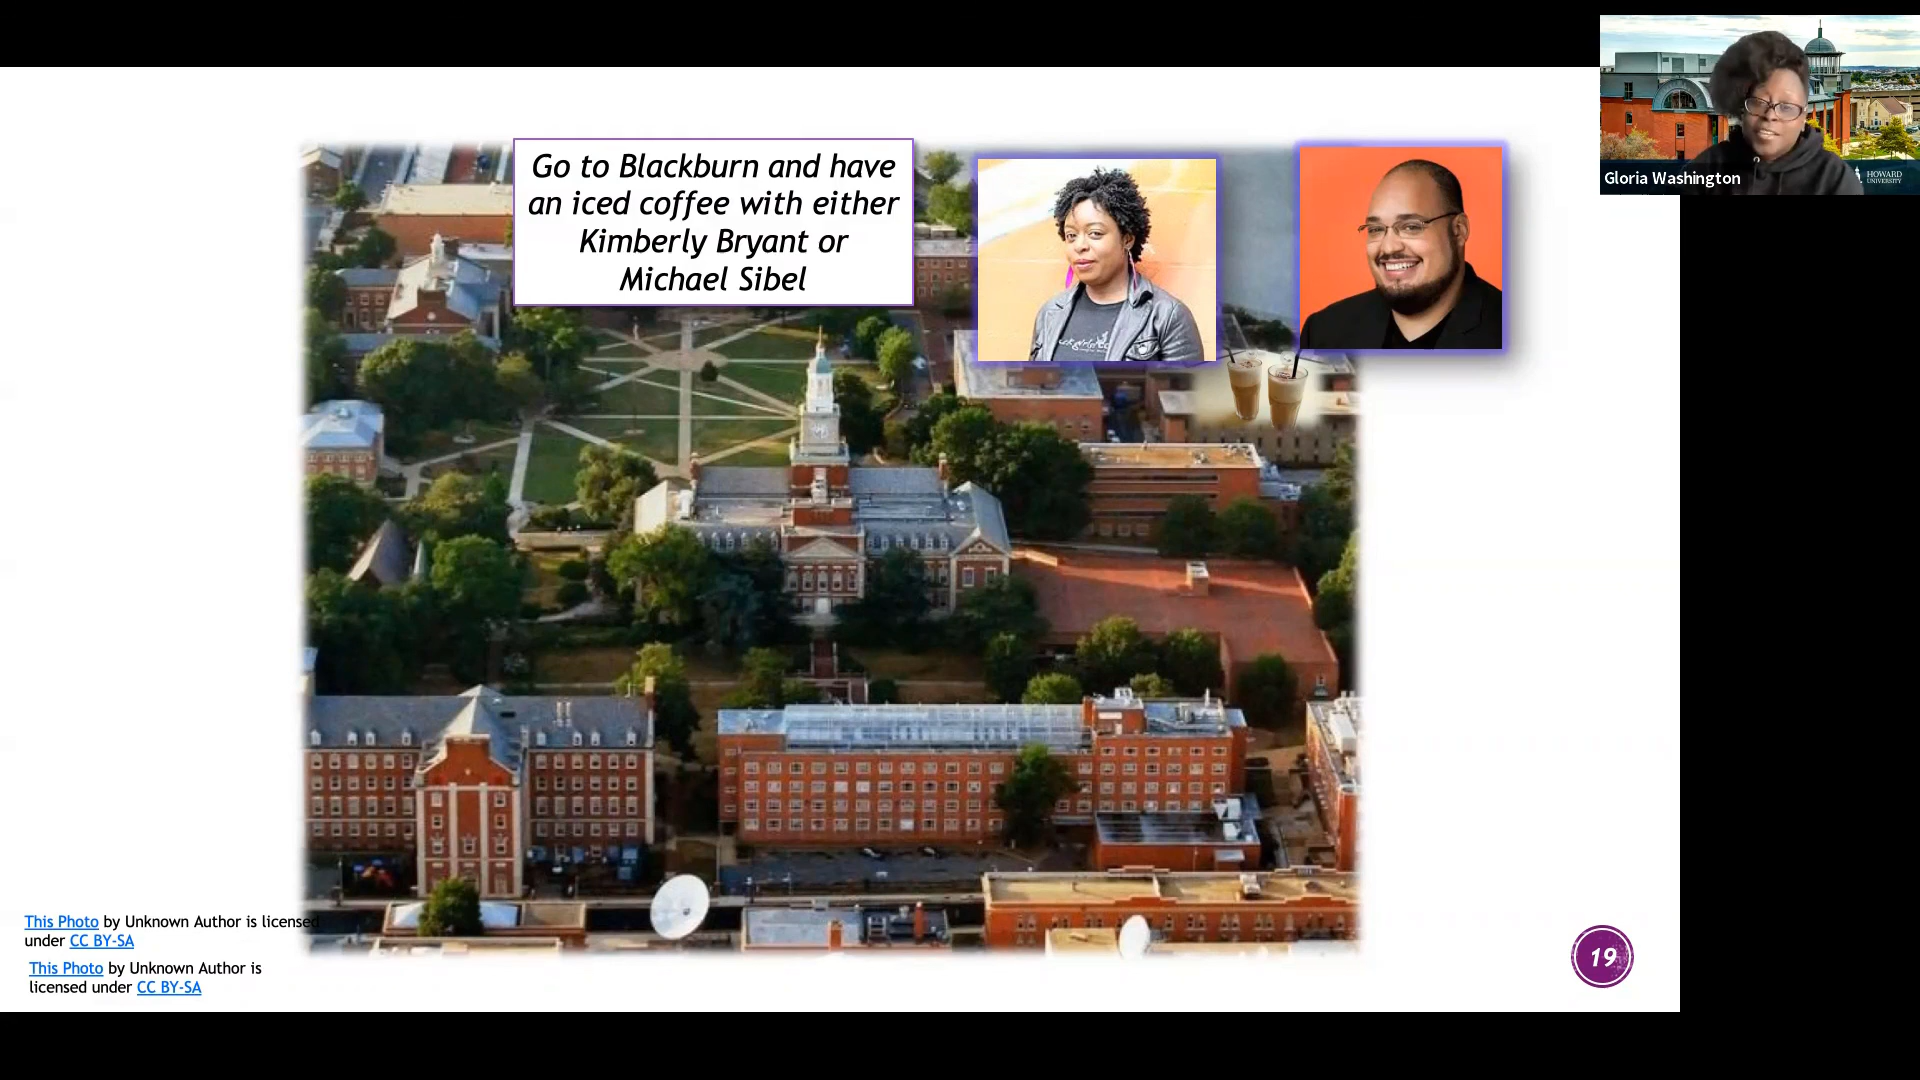 Go to Blackburn and have
an iced coffee with either
Kimberly Bryant or
Michael Sibel
Gloria Washington
HOWARD
UNIVERSITY
This Photo by Unknown Author is licensed
under CC BY-SA
This Photo by Unknown Author is
licensed under CC BY-SA
19